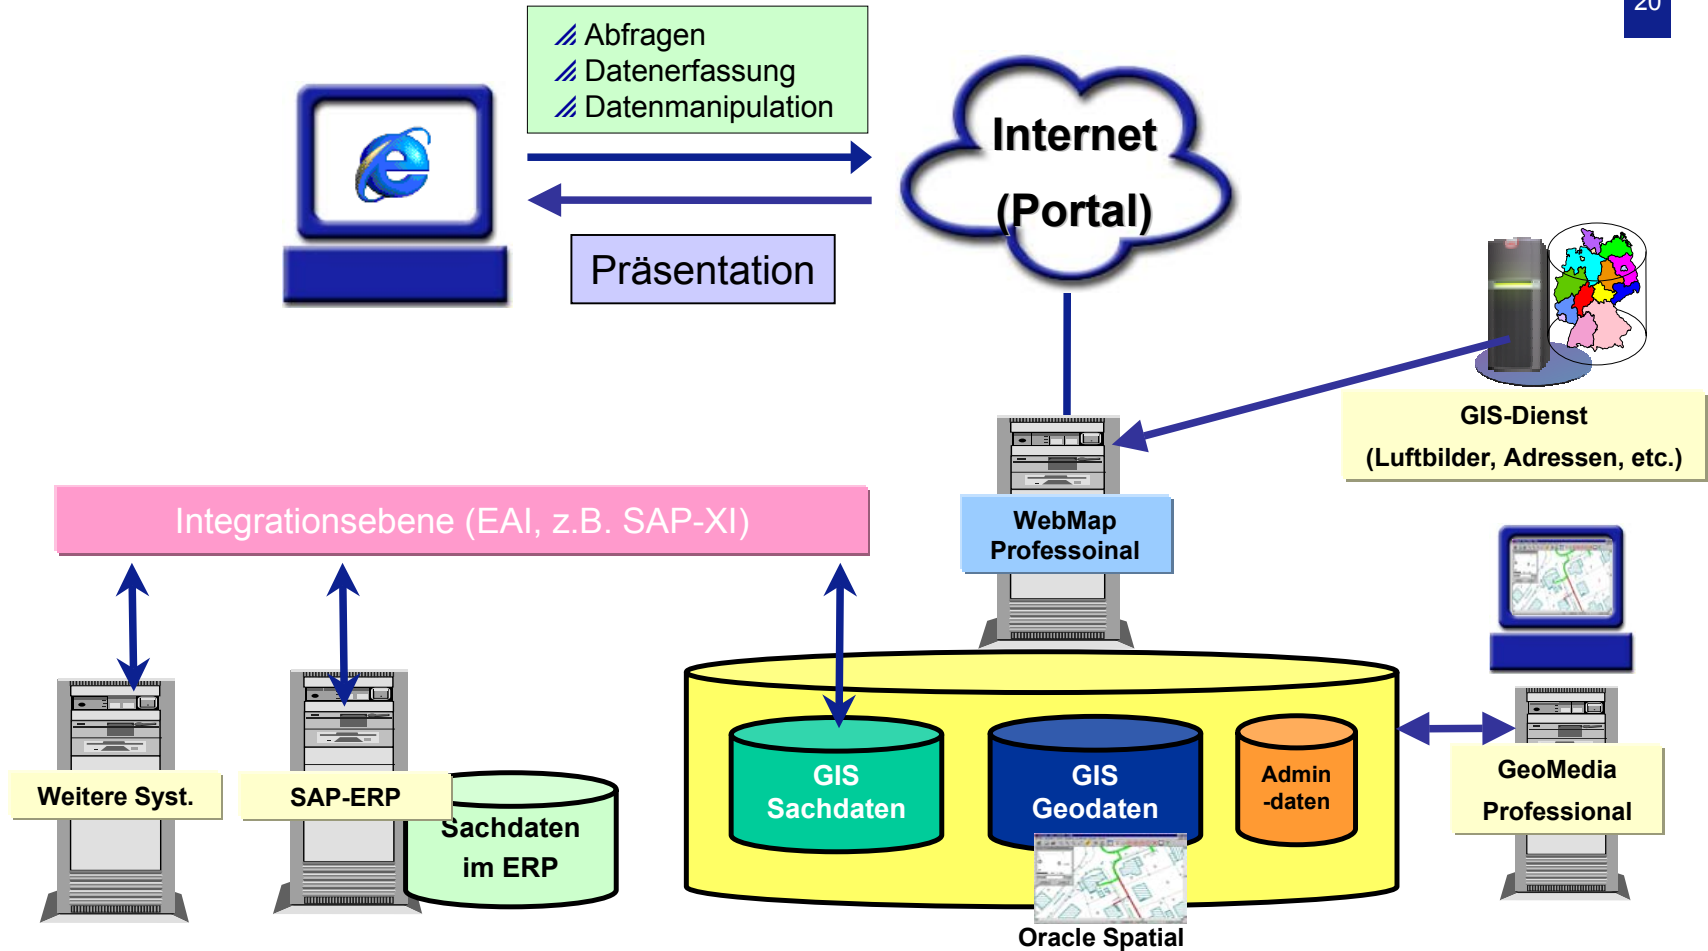 20
Abfragen
Datenerfassung
Datenmanipulation
Internet
(Portal)
Präsentation
GIS-Dienst
(Luftbilder, Adressen, etc.)
Integrationsebene (EAI, z.B. SAP-XI)
WebMap
Professoinal
Weitere Syst.
SAP-ERP
Sachdaten
im ERP
GIS
Sachdaten
GIS
Geodaten
Admin
-daten
GeoMedia
Professional
Oracle Spatial